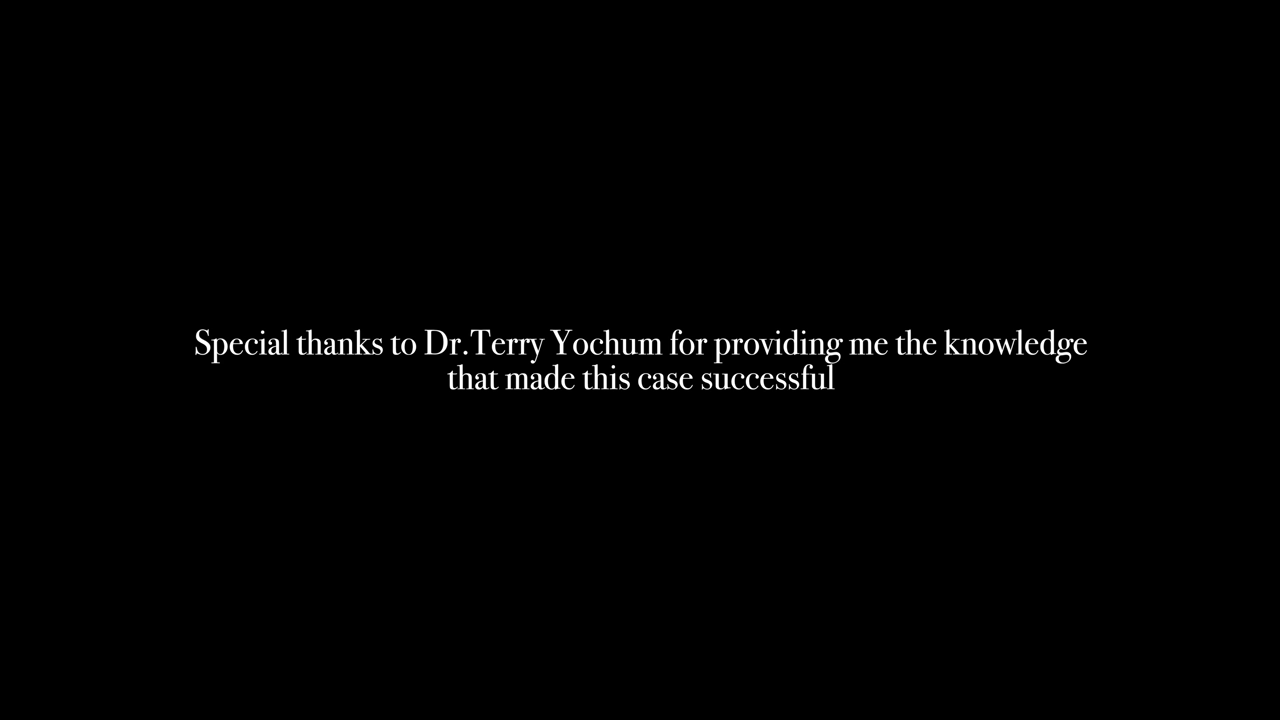 Special thanks to Dr.Terry Yochum for providing me the knowledge
that made this case successful